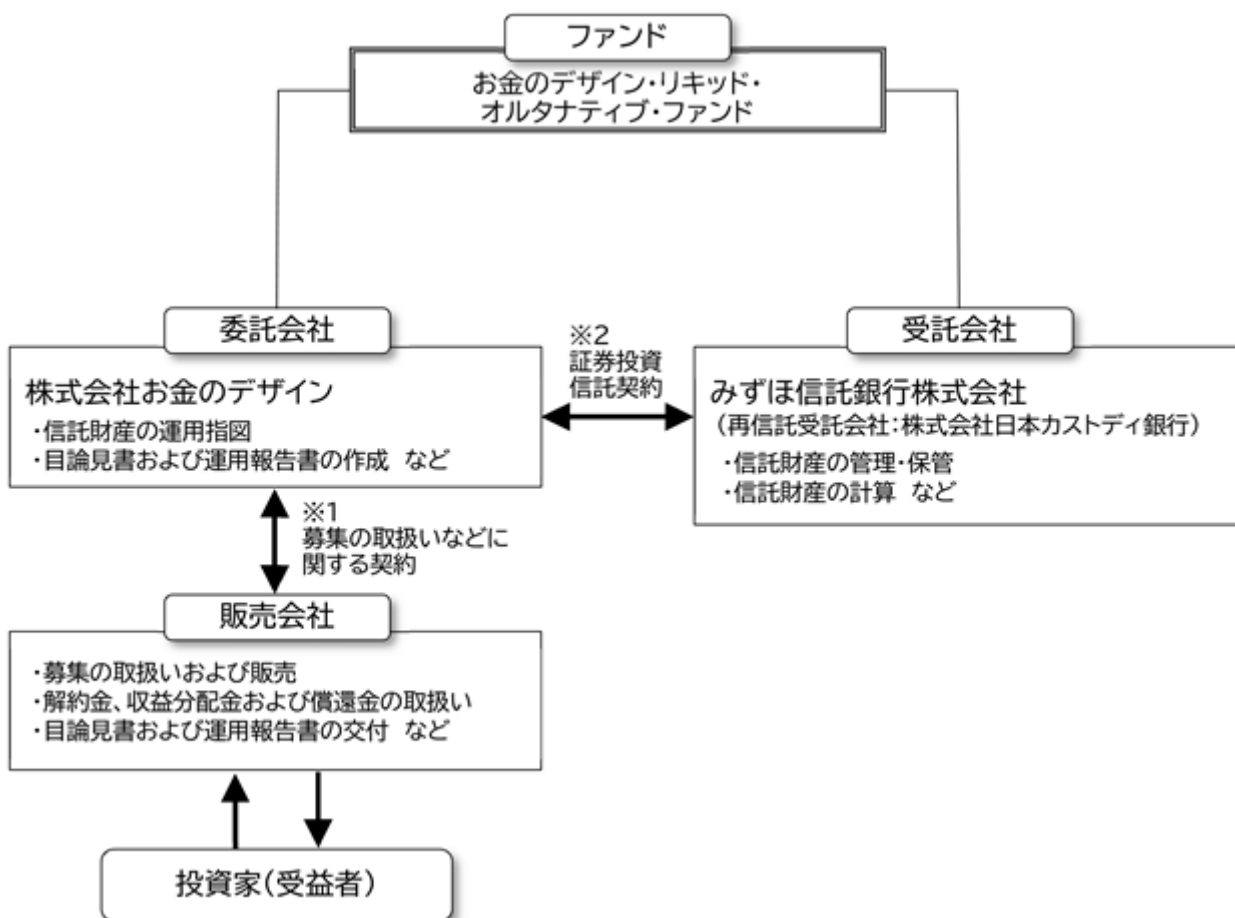 ファンド
お金のデザイン・リキッド・
オルタナティブ・ファンド
委託会社
株式会社お金のデザイン
・信託財産の運用指図
・目論見書および運用報告書の作成 など
※2
証券投資
信託契約
受託会社
みずほ信託銀行株式会社
（再信託受託会社：株式会社日本カストディ銀行）
・信託財産の管理・保管
・信託財産の計算 など
※1
募集の取扱いなどに
関する契約
販売会社
・募集の取扱いおよび販売
・解約金、収益分配金および償還金の取扱い
・目論見書および運用報告書の交付 など
投資家（受益者）